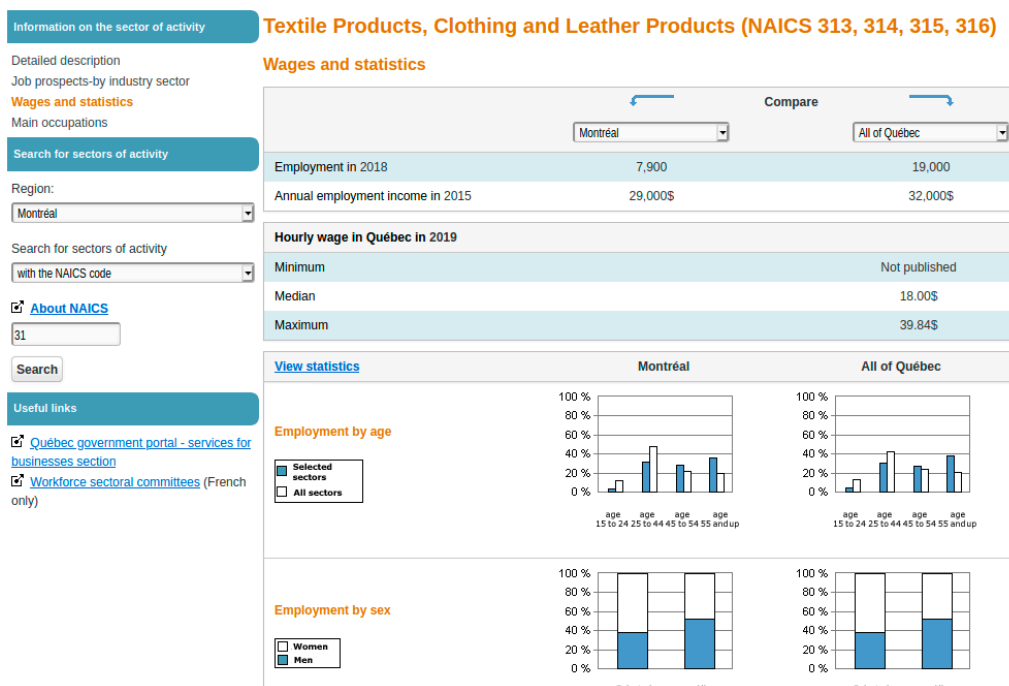 Information on the sector of activity
Detailed description
Job prospects-by industry sector
Wages and statistics
Main occupations
Search for sectors of activity
Region:
Montréal
Search for sectors of activity
with the NAICS code
About NAICS
31
Search
Useful links
Québec government portal - services for
businesses section
Workforce sectoral committees (French
only)
Textile Products, Clothing and Leather Products (NAICS 313, 314, 315, 316)
Wages and statistics
Compare
Montréal All of Québec
Employment in 2018 7,900 19,000
Annual employment income in 2015 29,000$ 32,000$
Hourly wage in Québec in 2019
Minimum Not published
Median 18.00$
Maximum 39.84$
View statistics Montréal All of Québec
Employment by age
Selected
sectors
All sectors
100 %
80 %
60 %
40 %
20 %
0 %
age age age age
15 to 24 25 to 44 45 to 54 55 and up
100 %
80 %
60 %
40 %
20 %
0 %
age age age age
15 to 24 25 to 44 45 to 54 55 and up
Employment by sex
Women
Men
100 %
80 %
60 %
40 %
20 %
0 %
100 %
80 %
60 %
40 %
20 %
0 %